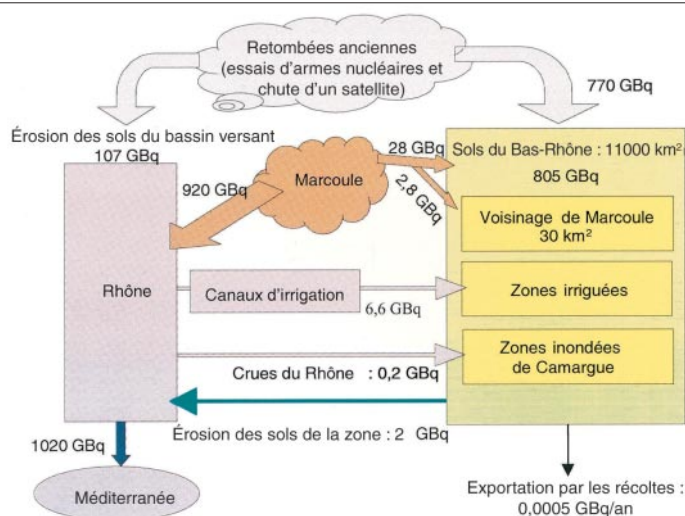 Retombées anciennes
(essais d'armes nucléaires et
chute d'un satellite)
770 GBq
Érosion des sols du bassin versant
107 GBq
28 GBq
Sols du Bas-Rhône : 11000 km²
805 GBq
Marcoule
920 GBq
2,8 GBq
Voisinage de Marcoule
30 km²
Rhône
Canaux d'irrigation
6,6 GBq
Zones irriguées
Zones inondées
de Camargue
Crues du Rhône : 0,2 GBq
Érosion des sols de la zone : 2 GBq
1020 GBq
Méditerranée
Exportation par les récoltes :
0,0005 GBq/an